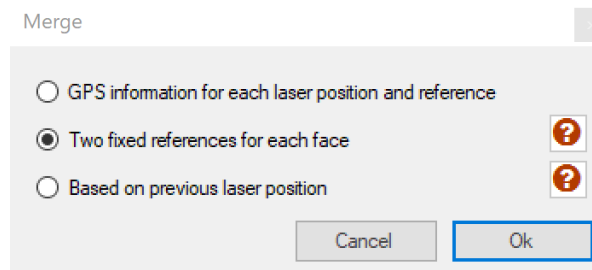 Merge
GPS information for each laser position and reference
Two fixed references for each face
Based on previous laser position
Cancel
Ok